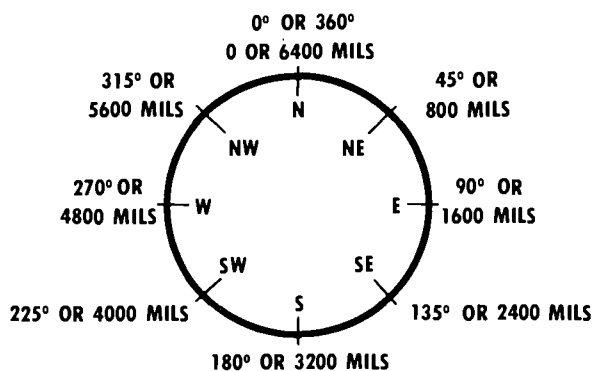 0° OR 360°
0 OR 6400 MILS
315° OR
5600 MILS
45° OR
800 MILS
N
NW
NE
270° OR
4800 MILS
W
E
90° OR
1600 MILS
SW
SE
S
225° OR 4000 MILS
135° OR 2400 MILS
180° OR 3200 MILS